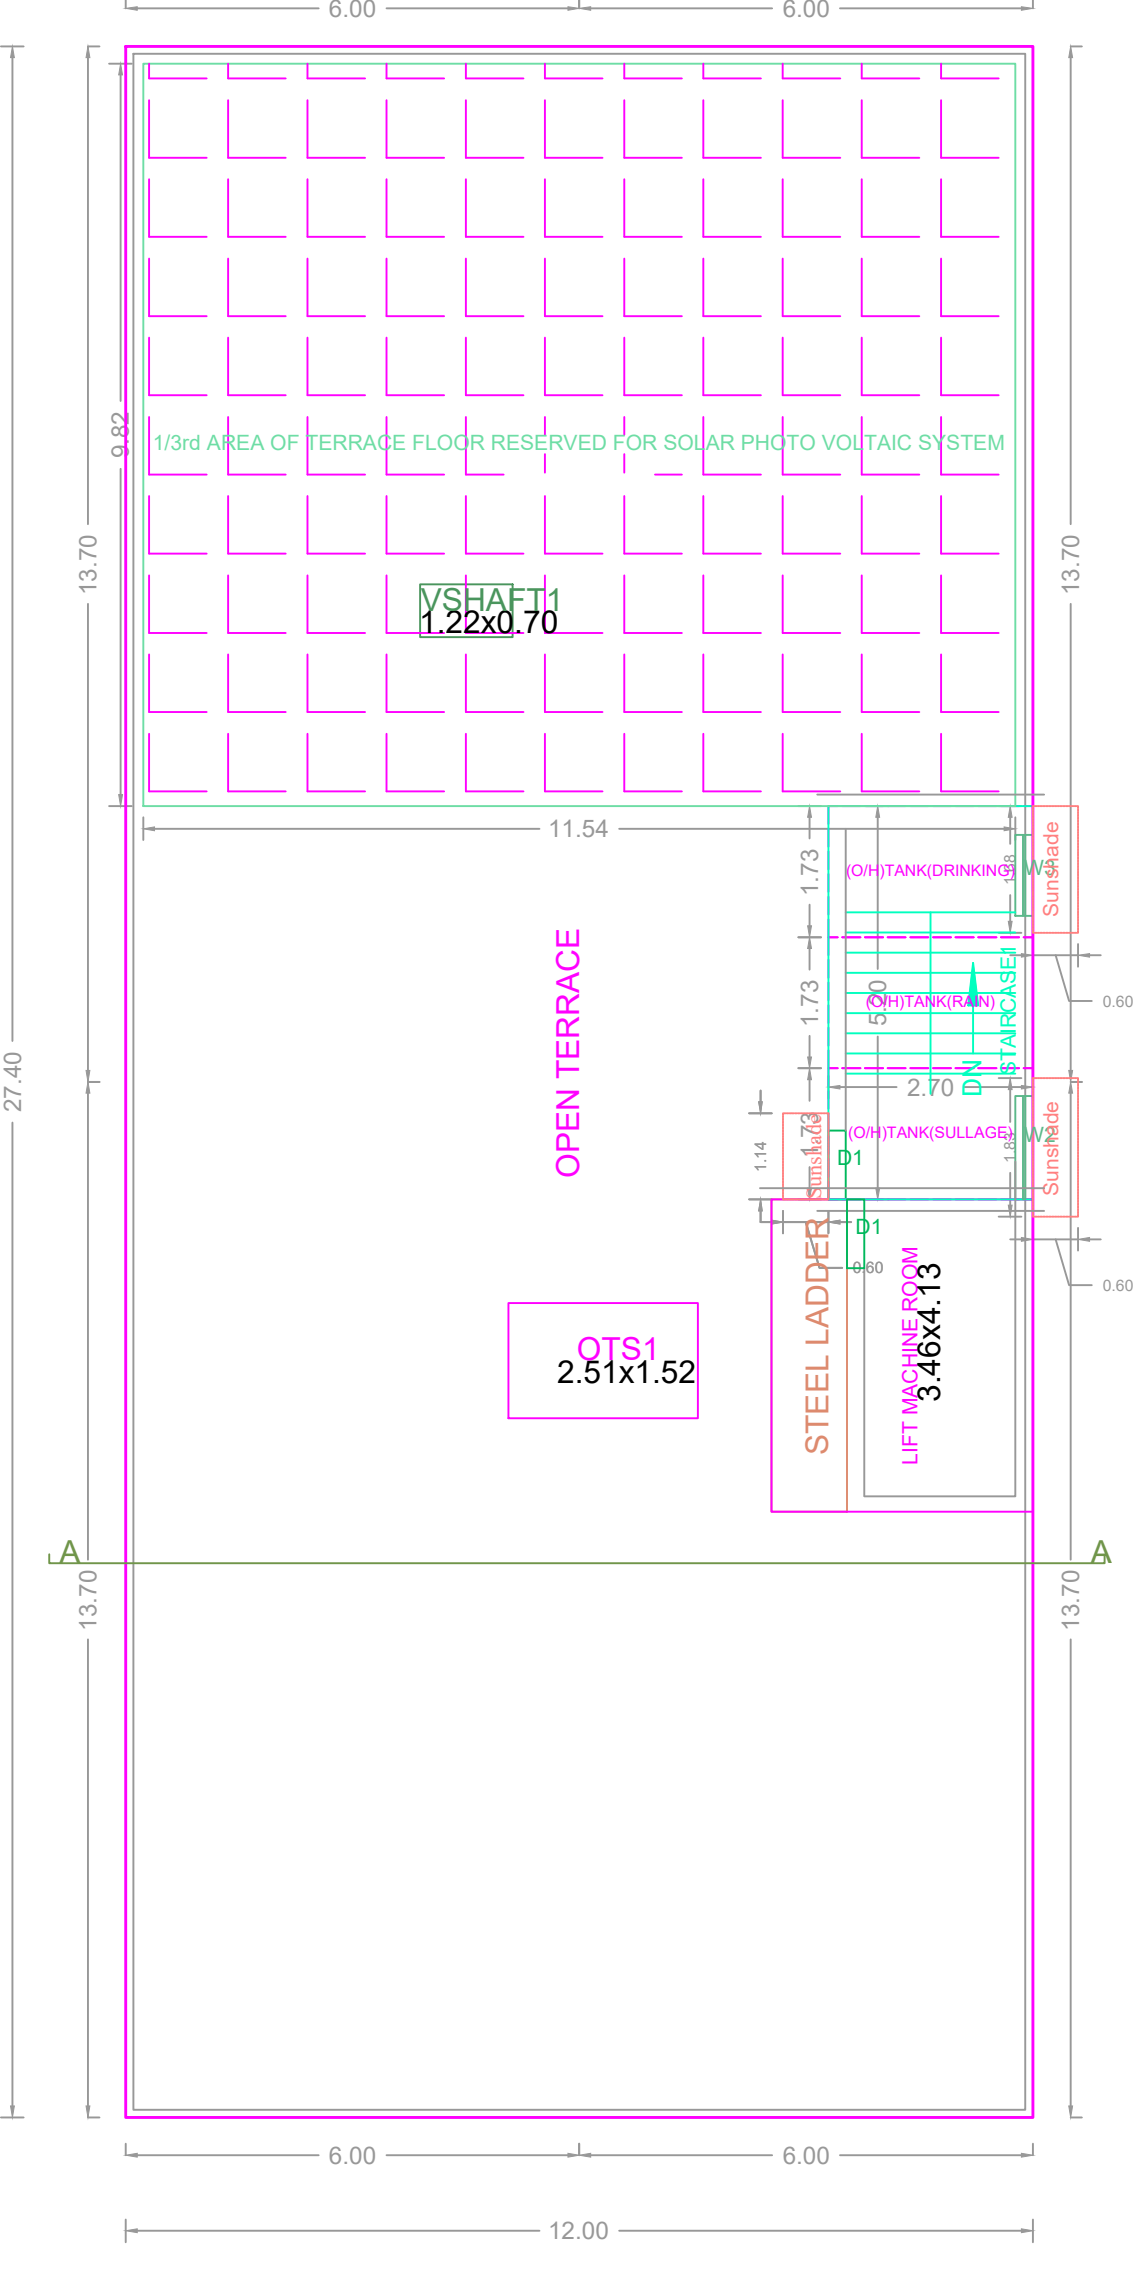 6.00
6.00
9.82
1/3rd AREA OF TERRACE FLOOR RESERVED FOR SOLAR PHOTO VOLTAIC SYSTEM
13.70
13.70
VSHAFT1
1.22x0.70
11.54
1.73
(O/H)TANK(DRINKING)
W3
Sunshade
OPEN TERRACE
1.73
5.20
(O/H)TANK(RAIN)
STAIRCASE1
0.60
27.40
DN
2.70
1.14
Sunshade
1.73
(O/H)TANK(SULLAGE)
D1
W2
Sunshade
D1
0.60
0.60
STEEL LADDER
LIFT MACHINE ROOM
3.46x4.13
OTS1
2.51x1.52
A
A
13.70
13.70
6.00
6.00
12.00